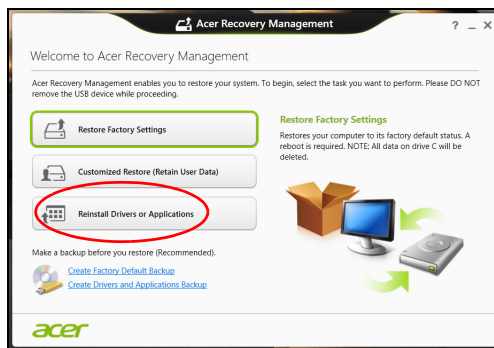 Acer Recovery Management
? _ X
Welcome to Acer Recovery Management
Acer Recovery Management enables you to restore your system. To begin, select the task you want to perform. Please DO NOT
remove the USB device while proceeding.
Restore Factory Settings
Customized Restore (Retain User Data)
Reinstall Drivers or Applications
Make a backup before you restore (Recommended).
Create Factory Default Backup
Create Drivers and Applications Backup
Restore Factory Settings
Restores your computer to its factory default status. A
reboot is required. NOTE: All data on drive C will be
deleted.
acer